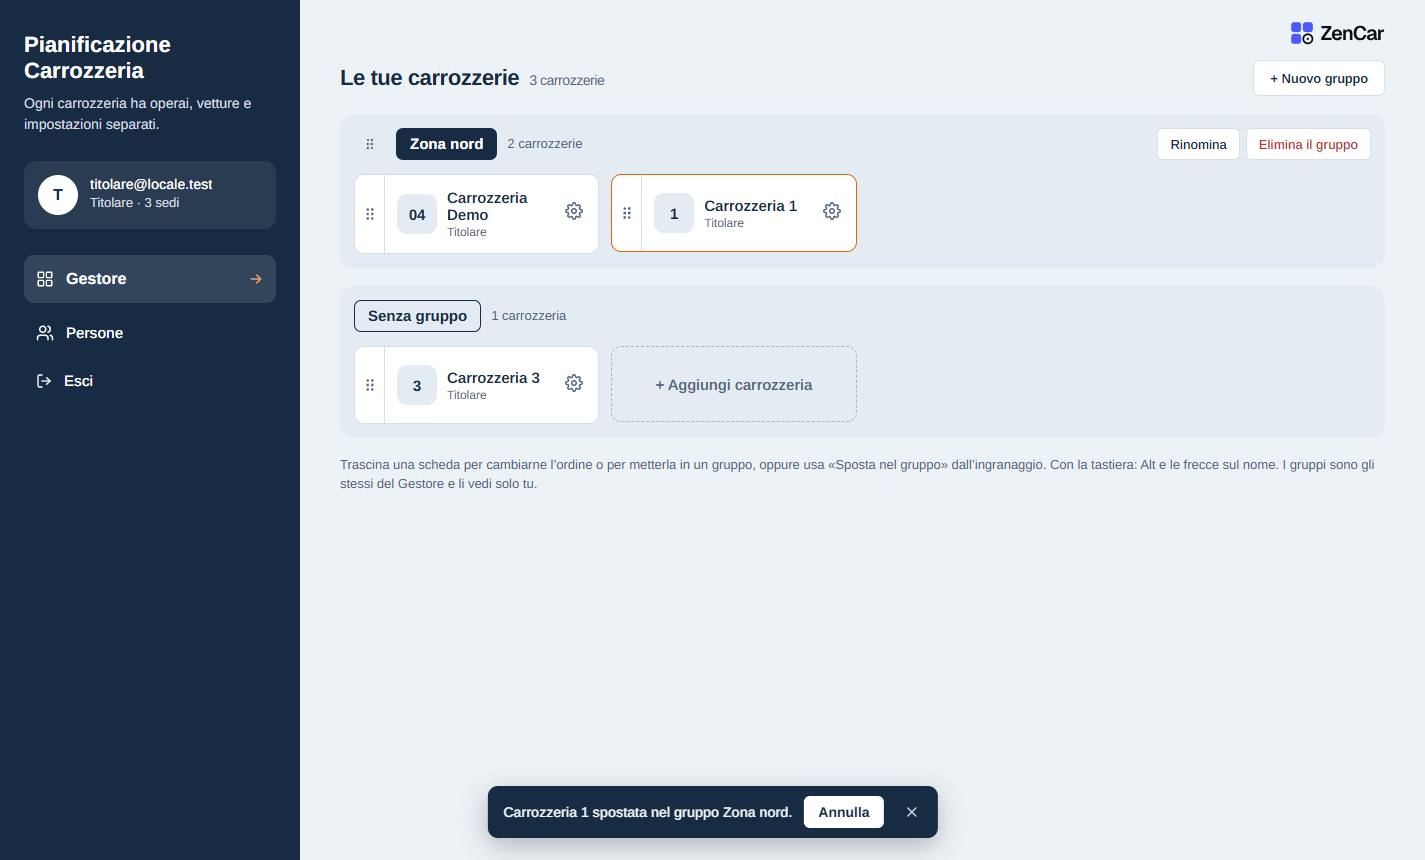 Pianificazione
Carrozzeria
Ogni carrozzeria ha operai, vetture e
impostazioni separati.
T
titolare@locale.test
Titolare · 3 sedi
Gestore
Persone
Esci
ZenCar
Le tue carrozzerie 3 carrozzerie
+ Nuovo gruppo
Zona nord 2 carrozzerie
Rinomina
Elimina il gruppo
04
Carrozzeria
Demo
Titolare
1
Carrozzeria 1
Titolare
Senza gruppo 1 carrozzeria
3
Carrozzeria 3
Titolare
+ Aggiungi carrozzeria
Trascina una scheda per cambiarne l’ordine o per metterla in un gruppo, oppure usa «Sposta nel gruppo» dall’ingranaggio. Con la tastiera: Alt e le frecce sul nome. I gruppi sono gli
stessi del Gestore e li vedi solo tu.
Carrozzeria 1 spostata nel gruppo Zona nord.
Annulla